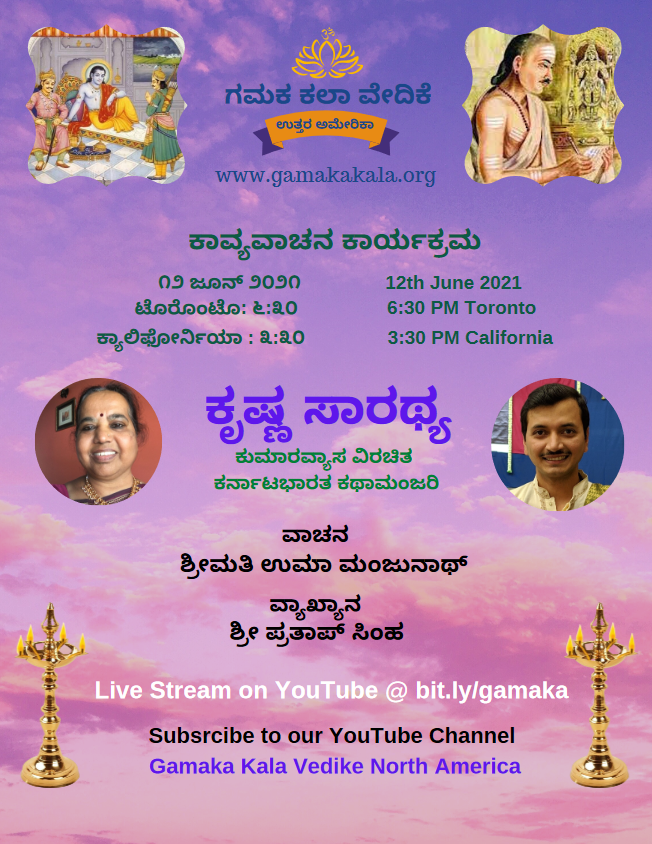 ಗಮಕ ಕಲಾ ವೇದಿಕೆ
ಉತ್ತರ ಅಮೇರಿಕಾ
www.gamakakala.org
ಕಾವ್ಯವಾಚನ ಕಾರ್ಯಕ್ರಮ
೧೨ ಜೂನ್ ೨೦೨೧ 12th June 2021
ಟೊರೊಂಟೊ: ೬:೩೦ 6:30 PM Toronto
ಕ್ಯಾಲಿಫೋರ್ನಿಯಾ : ೩:೩೦ 3:30 PM California
ಕೃಷ್ಣ ಸಾರಥ್ಯ
ಕುಮಾರವ್ಯಾಸ ವಿರಚಿತ
ಕರ್ನಾಟಭಾರತ ಕಥಾಮಂಜರಿ
ವಾಚನ
ಶ್ರೀಮತಿ ಉಮಾ ಮಂಜುನಾಥ್
ವ್ಯಾಖ್ಯಾನ
ಶ್ರೀ ಪ್ರತಾಪ್ ಸಿಂಹ
Live Stream on YouTube @ bit.ly/gamaka
Subsrcibe to our YouTube Channel
Gamaka Kala Vedike North America